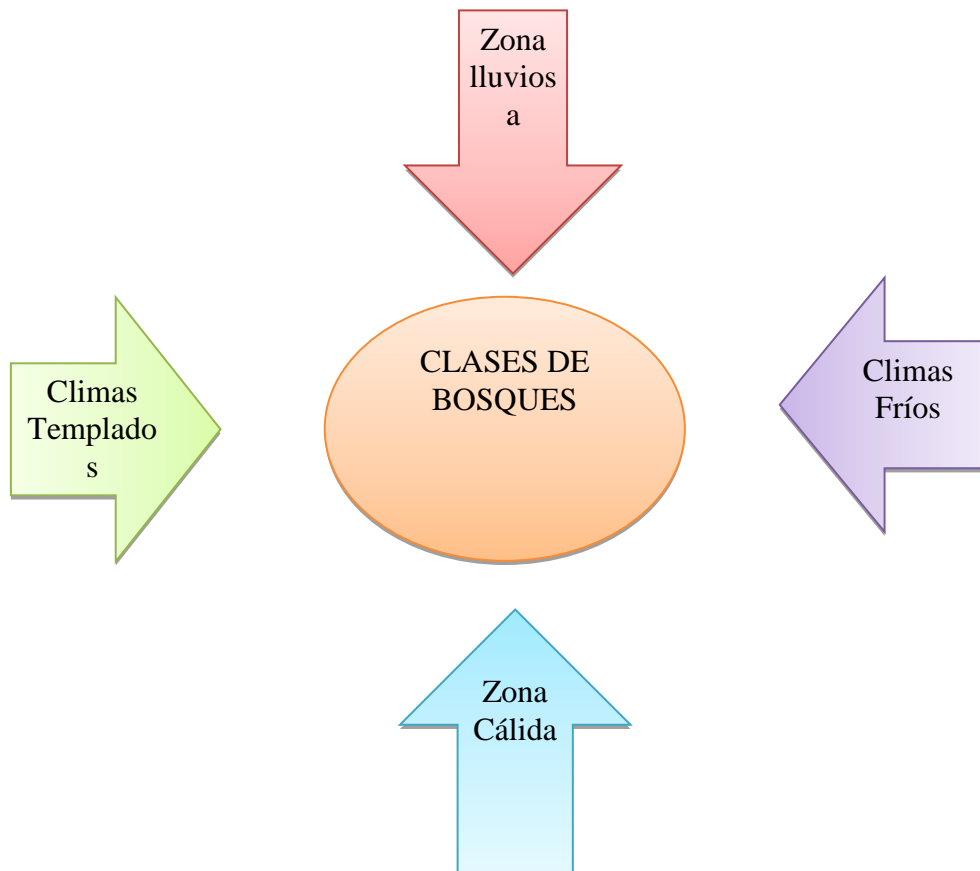 Zona
lluvios
a
CLASES DE
BOSQUES
Climas
Templado
s
Climas
Fríos
Zona
Cálida